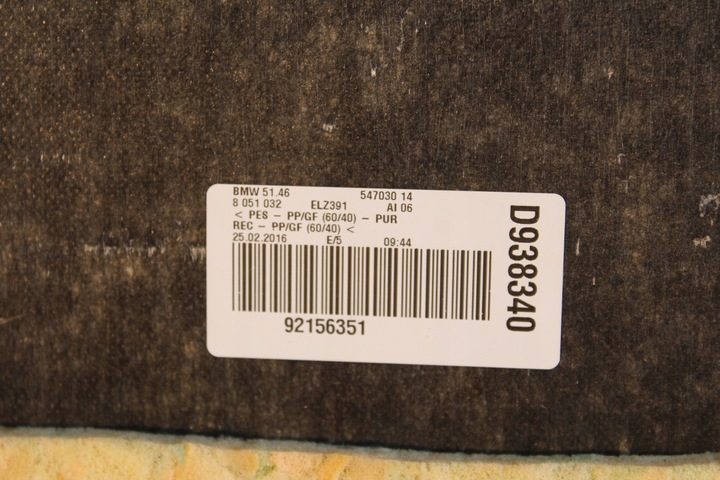 BMW 51.46 547030 14
8 051 032 ELZ391 AI 06
< PES - PP/GF (60/40) - PUR
REC - PP/GF (60/40) <
25.02.2016 E/5 09:44
92156351
D938340